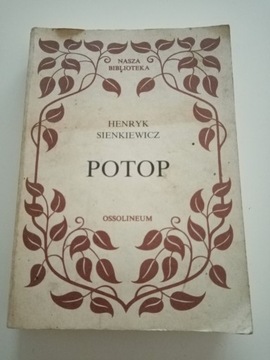 NASZA
BIBLIOTEKA
HENRYK
SIENKIEWICZ
POTOP
OSSOLINEUM